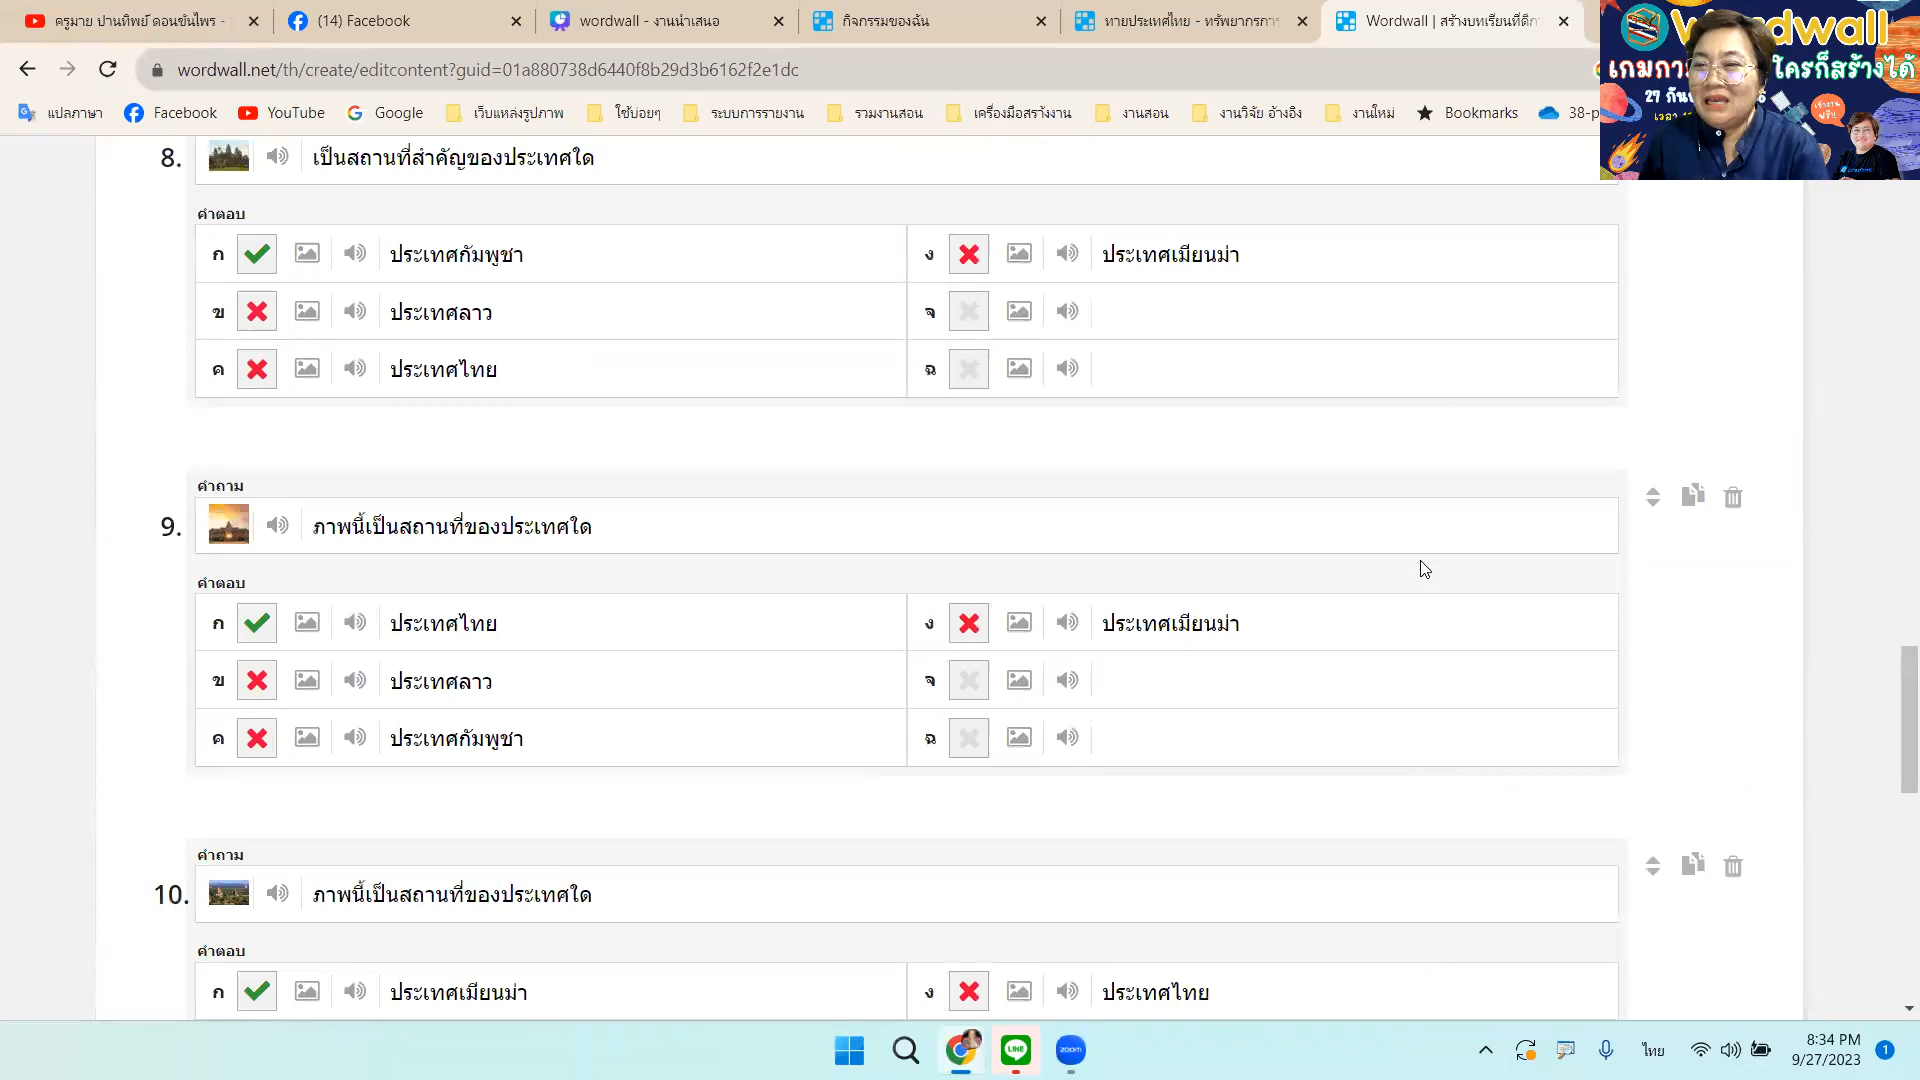 ครูมาย ปานทิพย์ ดอนขันไพร -
(14) Facebook
wordwall - งานนำเสนอ
กิจกรรมของฉัน
ทายประเทศไทย - ทรัพยากรกา
Wordwall | สร้างบทเรียนที่ดีก
wordwall.net/th/create/editcontent?guid=01a880738d6440f8b29d3b6162f2e1dc
แปลภาษา
Facebook
YouTube
Google
เว็บแหล่งรูปภาพ
ใช้บ่อยๆ
ระบบการรายงาน
รวมงานสอน
เครื่องมือสร้างงาน
งานสอน
งานวิจัย อ้างอิง
งานใหม่
Bookmarks
38-p
dwall
โครก็สร้างได้
8.
เป็นสถานที่สำคัญของประเทศใด
คำตอบ
ก ประเทศกัมพูชา
ง ประเทศเมียนม่า
ข ประเทศลาว
จ
ค ประเทศไทย
ฉ
คำถาม
9.
ภาพนี้เป็นสถานที่ของประเทศใด
คำตอบ
ก ประเทศไทย
ง ประเทศเมียนม่า
ข ประเทศลาว
จ
ค ประเทศกัมพูชา
ฉ
คำถาม
10.
ภาพนี้เป็นสถานที่ของประเทศใด
คำตอบ
ก ประเทศเมียนม่า
ง ประเทศไทย
LINE
zoom
ไทย
8:34 PM
9/27/2023
1